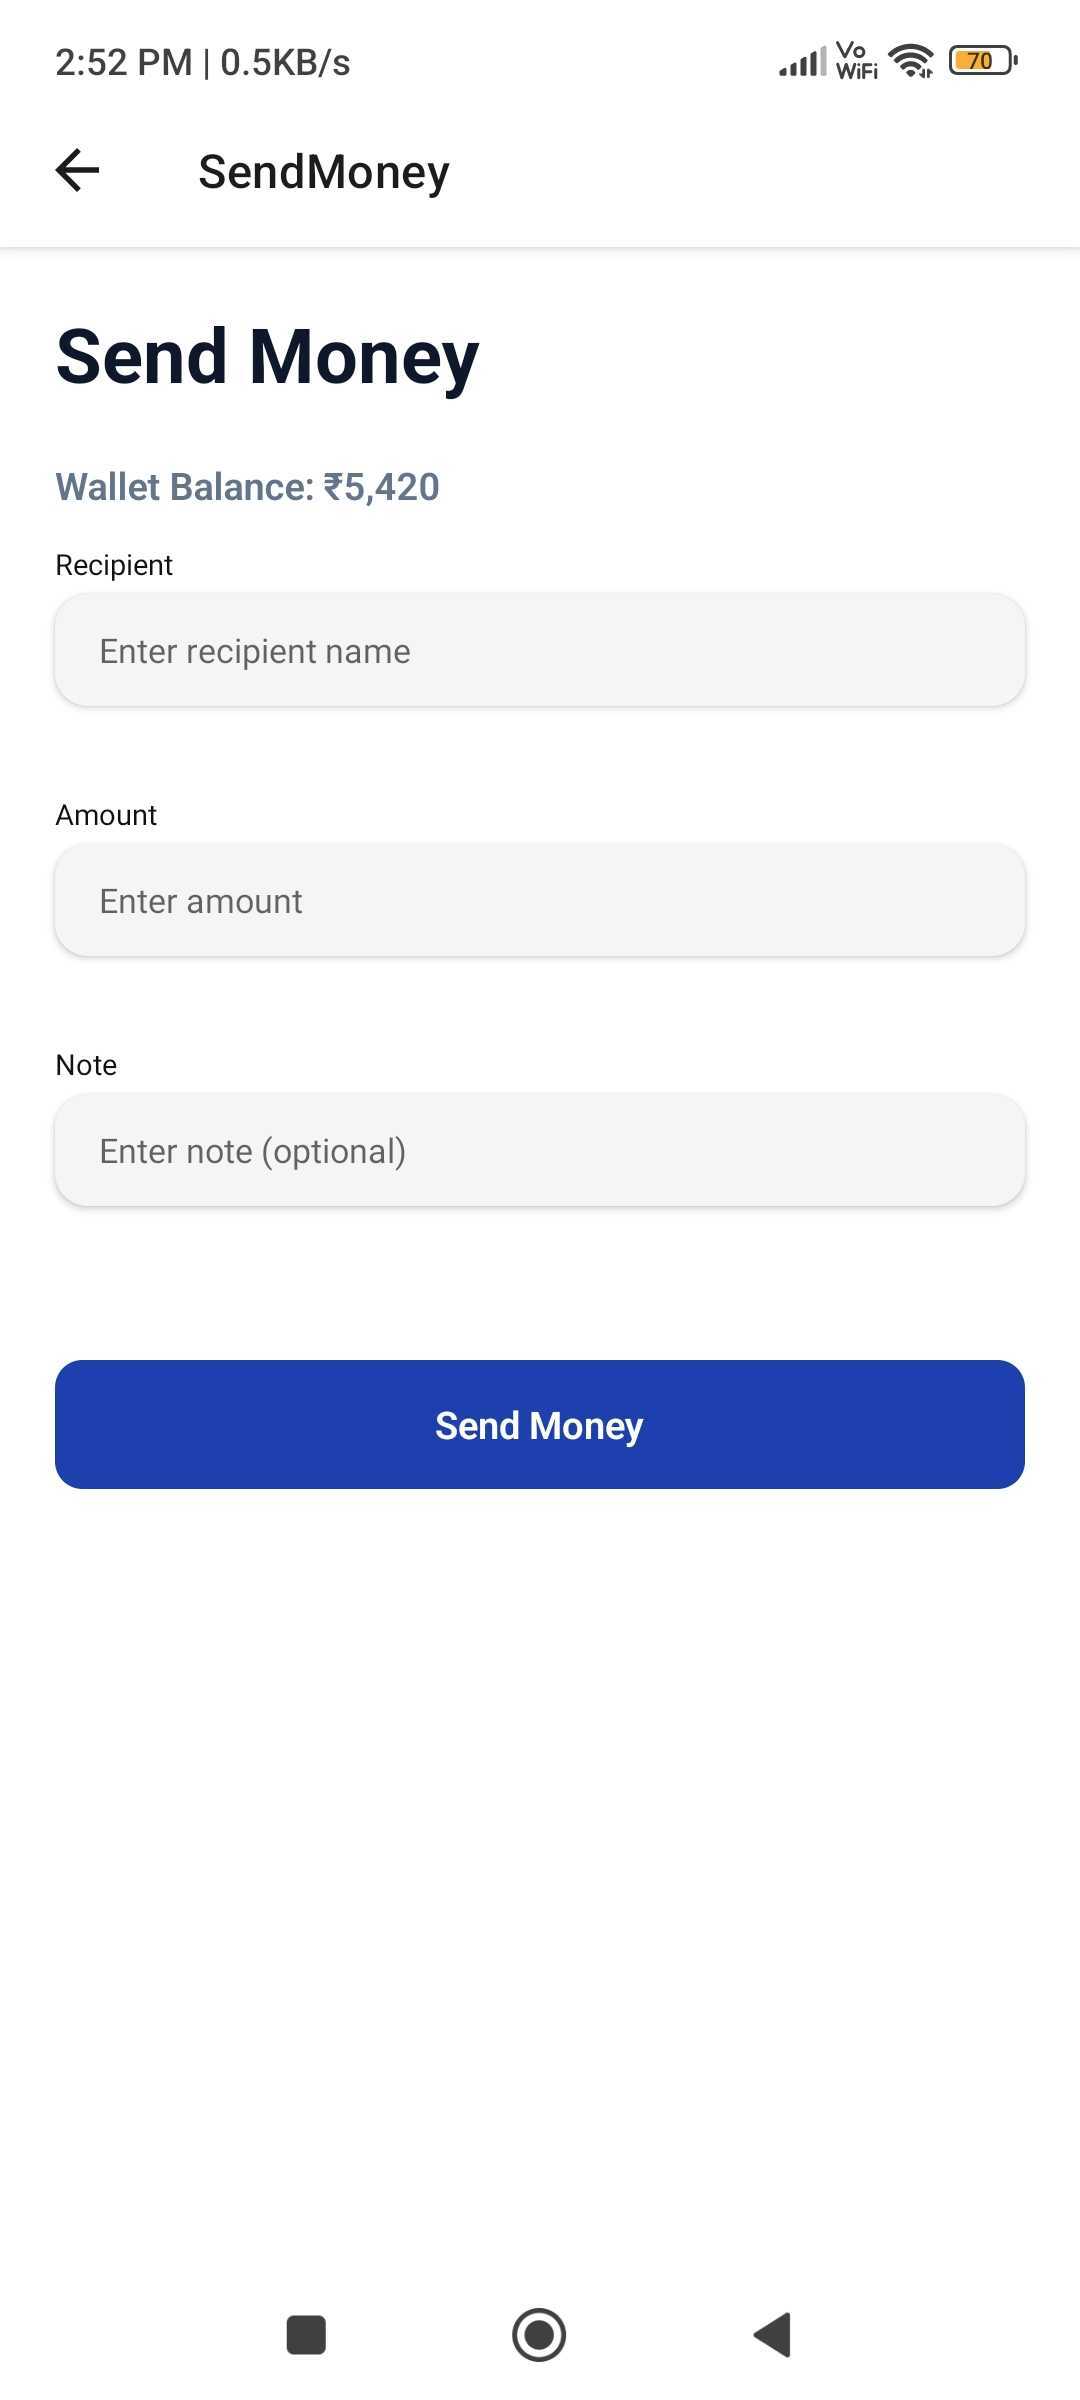 2:52 PM | 0.5KB/s Vo WiFi 70
SendMoney
Send Money
Wallet Balance: ₹5,420
Recipient
Enter recipient name
Amount
Enter amount
Note
Enter note (optional)
Send Money